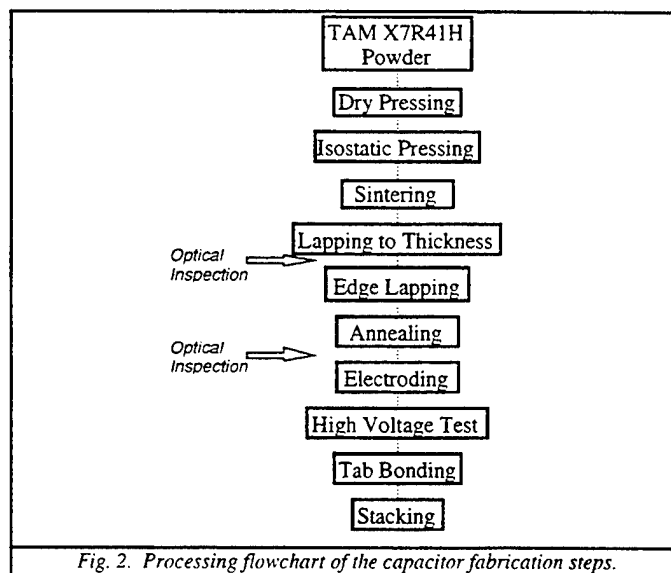 TAM X7R41H
Powder
Dry Pressing
Isostatic Pressing
Sintering
Lapping to Thickness
Optical
Inspection
Edge Lapping
Annealing
Optical
Inspection
Electroding
High Voltage Test
Tab Bonding
Stacking
Fig. 2. Processing flowchart of the capacitor fabrication steps.